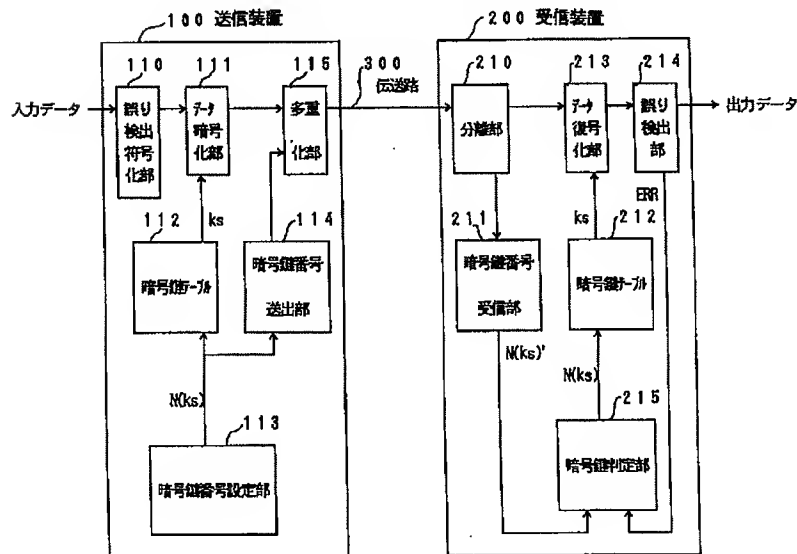 100 送信装置
200 受信装置
110
111
115
300
210
213
214
入力データ
誤り
検出
符号
化部
データ
暗号
化部
多重
化部
伝送路
分離部
データ
復号
化部
誤り
検出
部
出力データ
ks
ERR
112
114
211
ks
212
暗号鍵テーブル
暗号鍵番号
送出部
暗号鍵番号
受信部
暗号鍵テーブル
N(ks)
N(ks)'
N(ks)
113
215
暗号鍵番号設定部
暗号鍵判定部